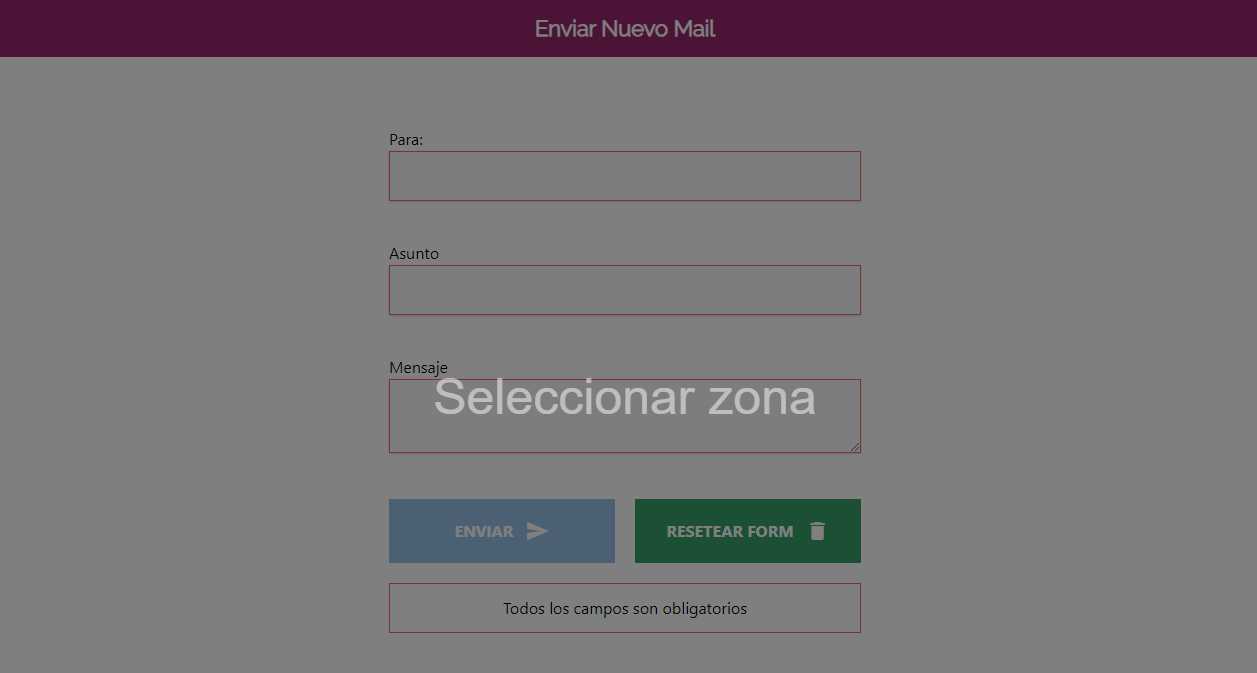 Enviar Nuevo Mail
Para:
Asunto
Mensaje
Seleccionar zona
ENVIAR
RESETEAR FORM
Todos los campos son obligatorios